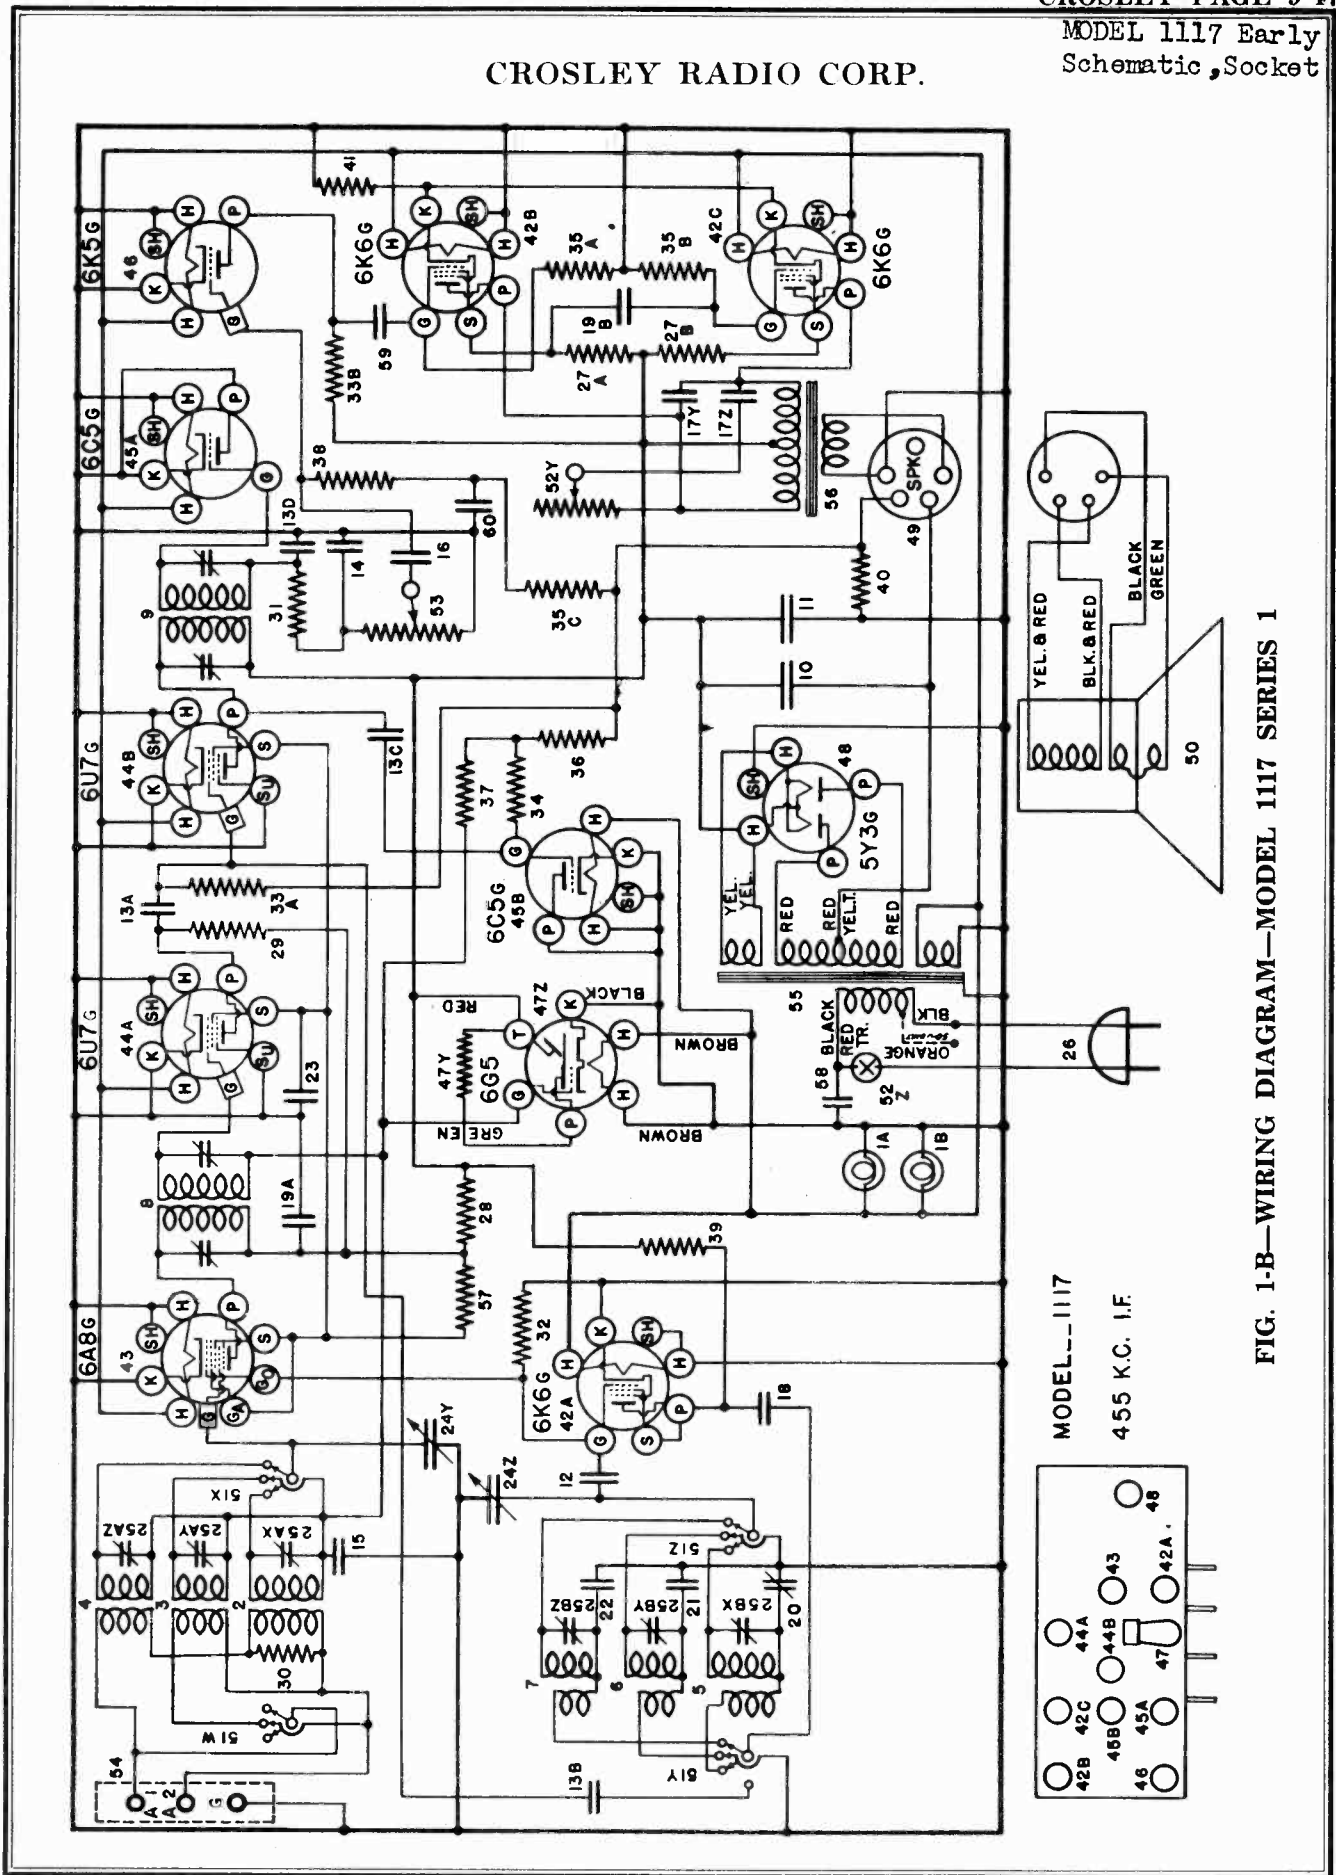 MODEL 1117 Early
Schematic, Socket
CROSLEY RADIO CORP.
6K5G
46
6C5G
45A
6U7G
44B
6U7G
44A
6A8G
43
6K6G
42B
6K6G
42C
41
59
33B
35 A
35 B
19 B
27 A
27 B
17Y
17Z
38
13D
14
16
60
53
31
9
52Y
56
SPK
49
40
35 C
11
10
13C
37
34
36
6C5G
45B
48
5Y3G
YEL.
YEL.
RED
RED
YEL.T.
RED
13A
33 A
29
23
19A
8
RED
47Z
BLACK
47Y
6G5
GREEN
BROWN
BROWN
55
BLACK
RED
TR.
BLK
ORANGE
58
52 Z
26
1A
1B
28
57
39
32
6K6G
42A
18
12
24Y
24Z
51X
25AZ
25AY
25AX
15
4
3
2
30
51W
54
A 1
A 2
G
51Z
25BZ
22
25BY
21
25BX
20
7
6
5
51Y
13B
YEL.& RED
BLK.& RED
BLACK
GREEN
50
MODEL__1117
455 K.C. I.F.
48
43
42A
44A
44B
47
42C
45B
45A
42B
46
FIG. 1-B—WIRING DIAGRAM—MODEL 1117 SERIES 1